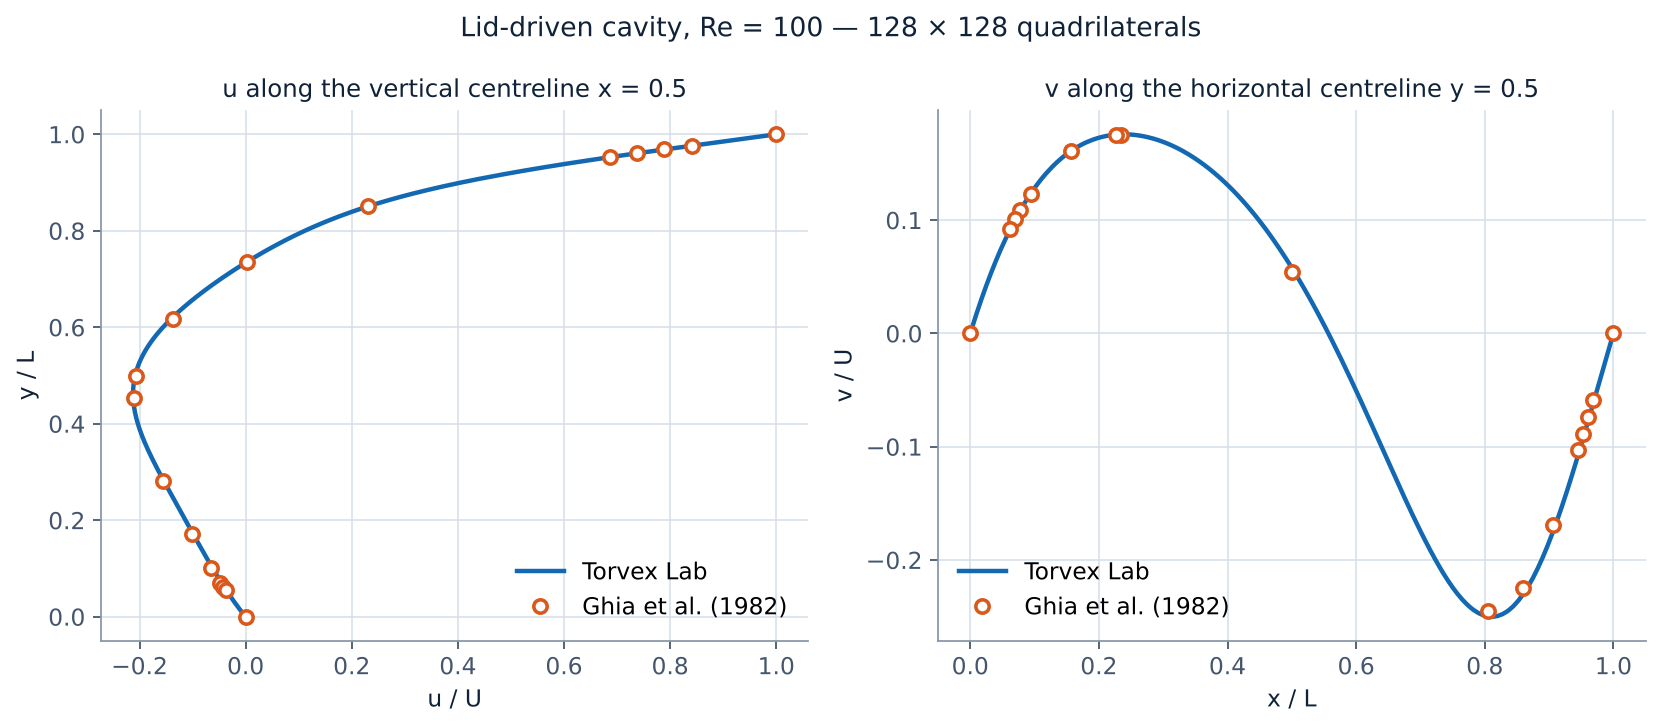 Lid-driven cavity, Re = 100 — 128 × 128 quadrilaterals
u along the vertical centreline x = 0.5
y / L
1.0
0.8
0.6
0.4
0.2
0.0
−0.2 0.0 0.2 0.4 0.6 0.8 1.0
u / U
Torvex Lab
Ghia et al. (1982)
v along the horizontal centreline y = 0.5
v / U
0.1
0.0
−0.1
−0.2
0.0 0.2 0.4 0.6 0.8 1.0
x / L
Torvex Lab
Ghia et al. (1982)